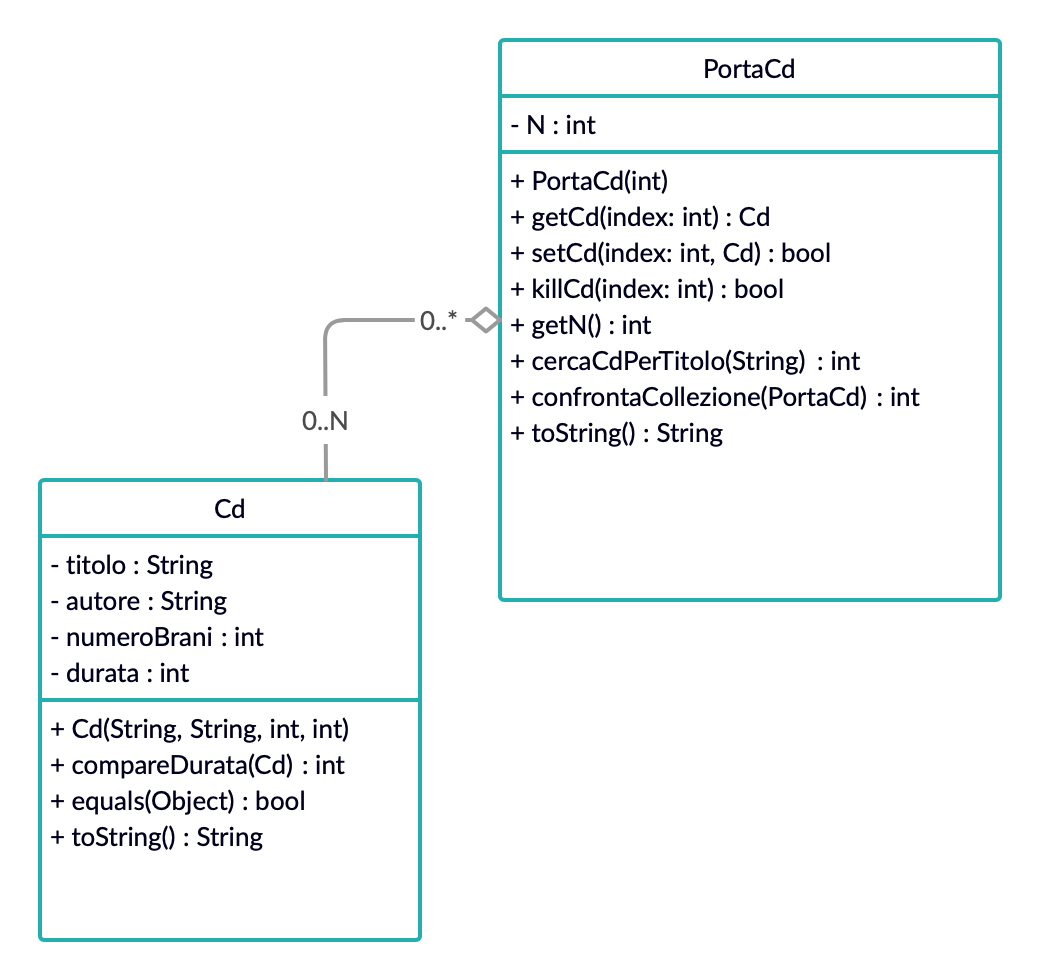 PortaCd
- N : int
+ PortaCd(int)
+ getCd(index: int) : Cd
+ setCd(index: int, Cd) : bool
+ killCd(index: int) : bool
+ getN() : int
+ cercaCdPerTitolo(String) : int
+ confrontaCollezione(PortaCd) : int
+ toString() : String
0..*
0..N
Cd
- titolo : String
- autore : String
- numeroBrani : int
- durata : int
+ Cd(String, String, int, int)
+ compareDurata(Cd) : int
+ equals(Object) : bool
+ toString() : String